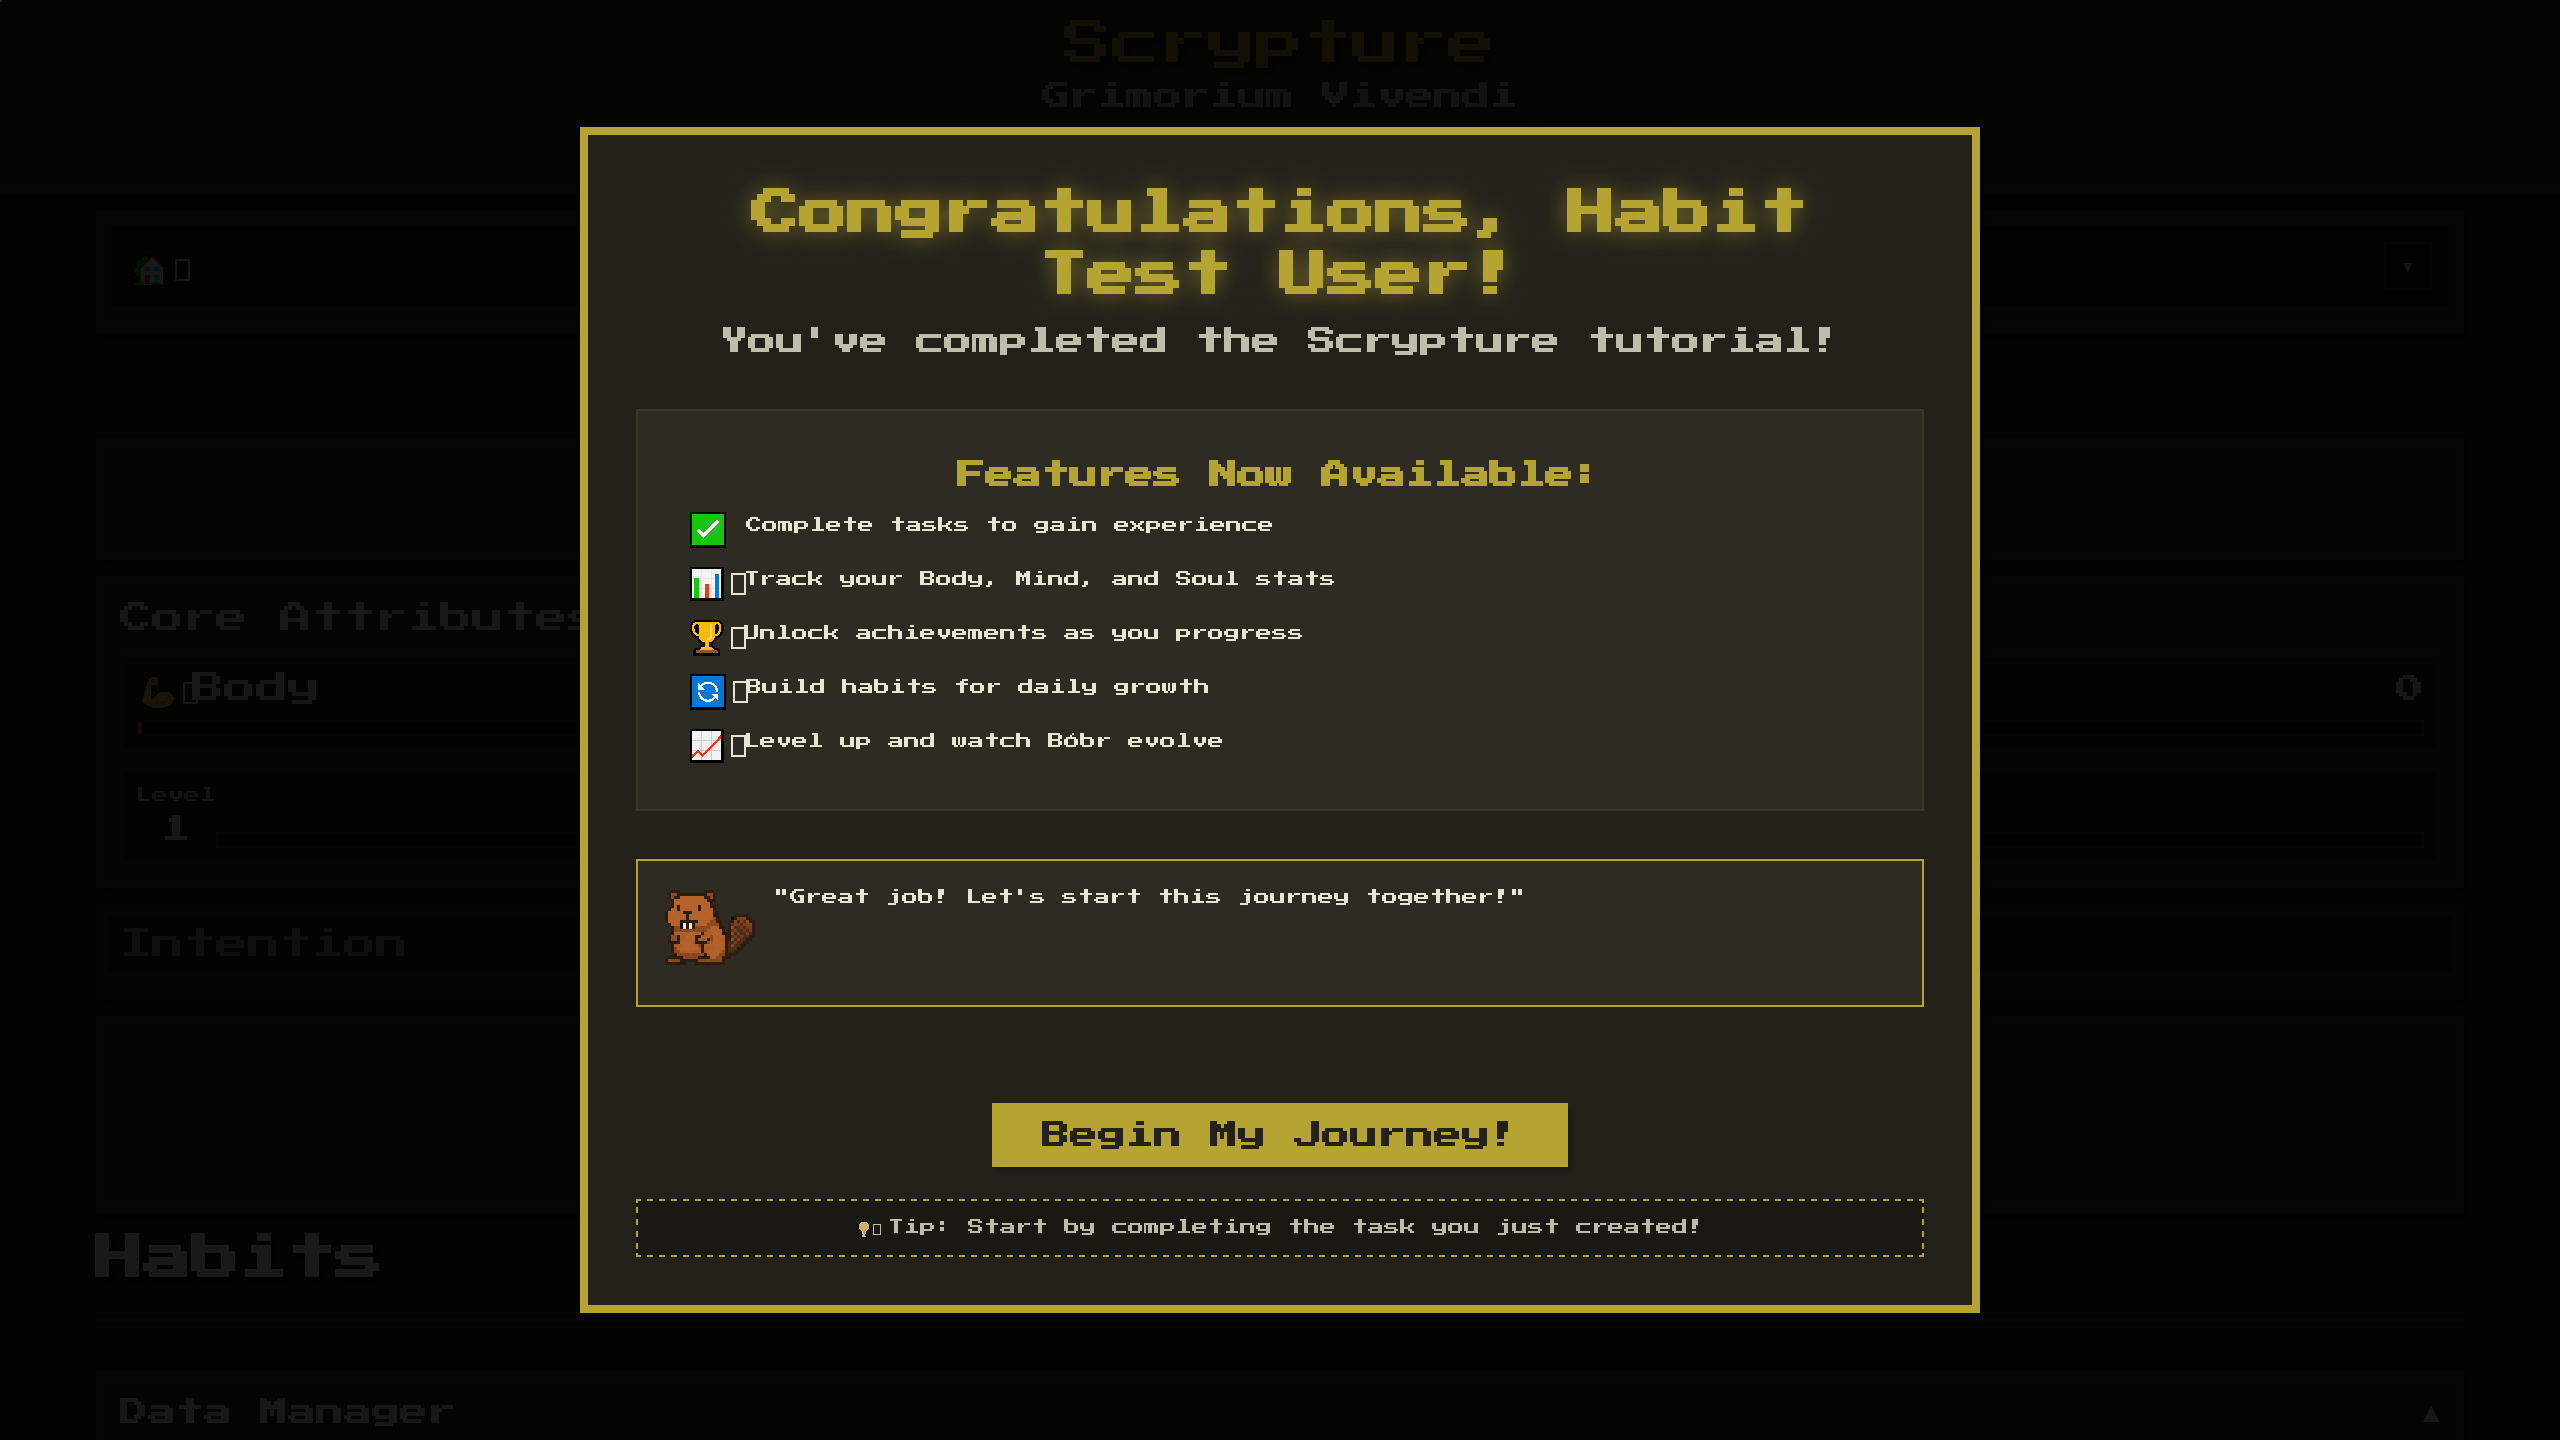 Scrypture
Grimorium Vivendi
Congratulations, Habit
Test User!
You've completed the Scrypture tutorial!
Features Now Available:
Complete tasks to gain experience
Track your Body, Mind, and Soul stats
Unlock achievements as you progress
Build habits for daily growth
Level up and watch Bóbr evolve
Core Attributes
Body
0
Level
1
"Great job! Let's start this journey together!"
Intention
Begin My Journey!
Tip: Start by completing the task you just created!
Habits
Data Manager